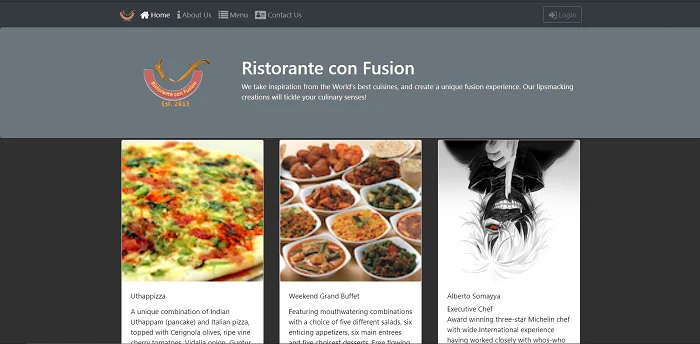 Home About Us Menu Contact Us Login
Ristorante con Fusion
Est. 2013
Ristorante con Fusion
We take inspiration from the World's best cuisines, and create a unique fusion experience. Our lipsmacking
creations will tickle your culinary senses!
Uthappizza
A unique combination of Indian
Uthappam (pancake) and Italian pizza,
topped with Cerignola olives, ripe vine
cherry tomatoes, Vidalia onion, Guntur
Weekend Grand Buffet
Featuring mouthwatering combinations
with a choice of five different salads, six
enticing appetizers, six main entrees
and five choicest desserts. Free flowing
Alberto Somayya
Executive Chef
Award winning three-star Michelin chef
with wide International experience
having worked closely with whos-who